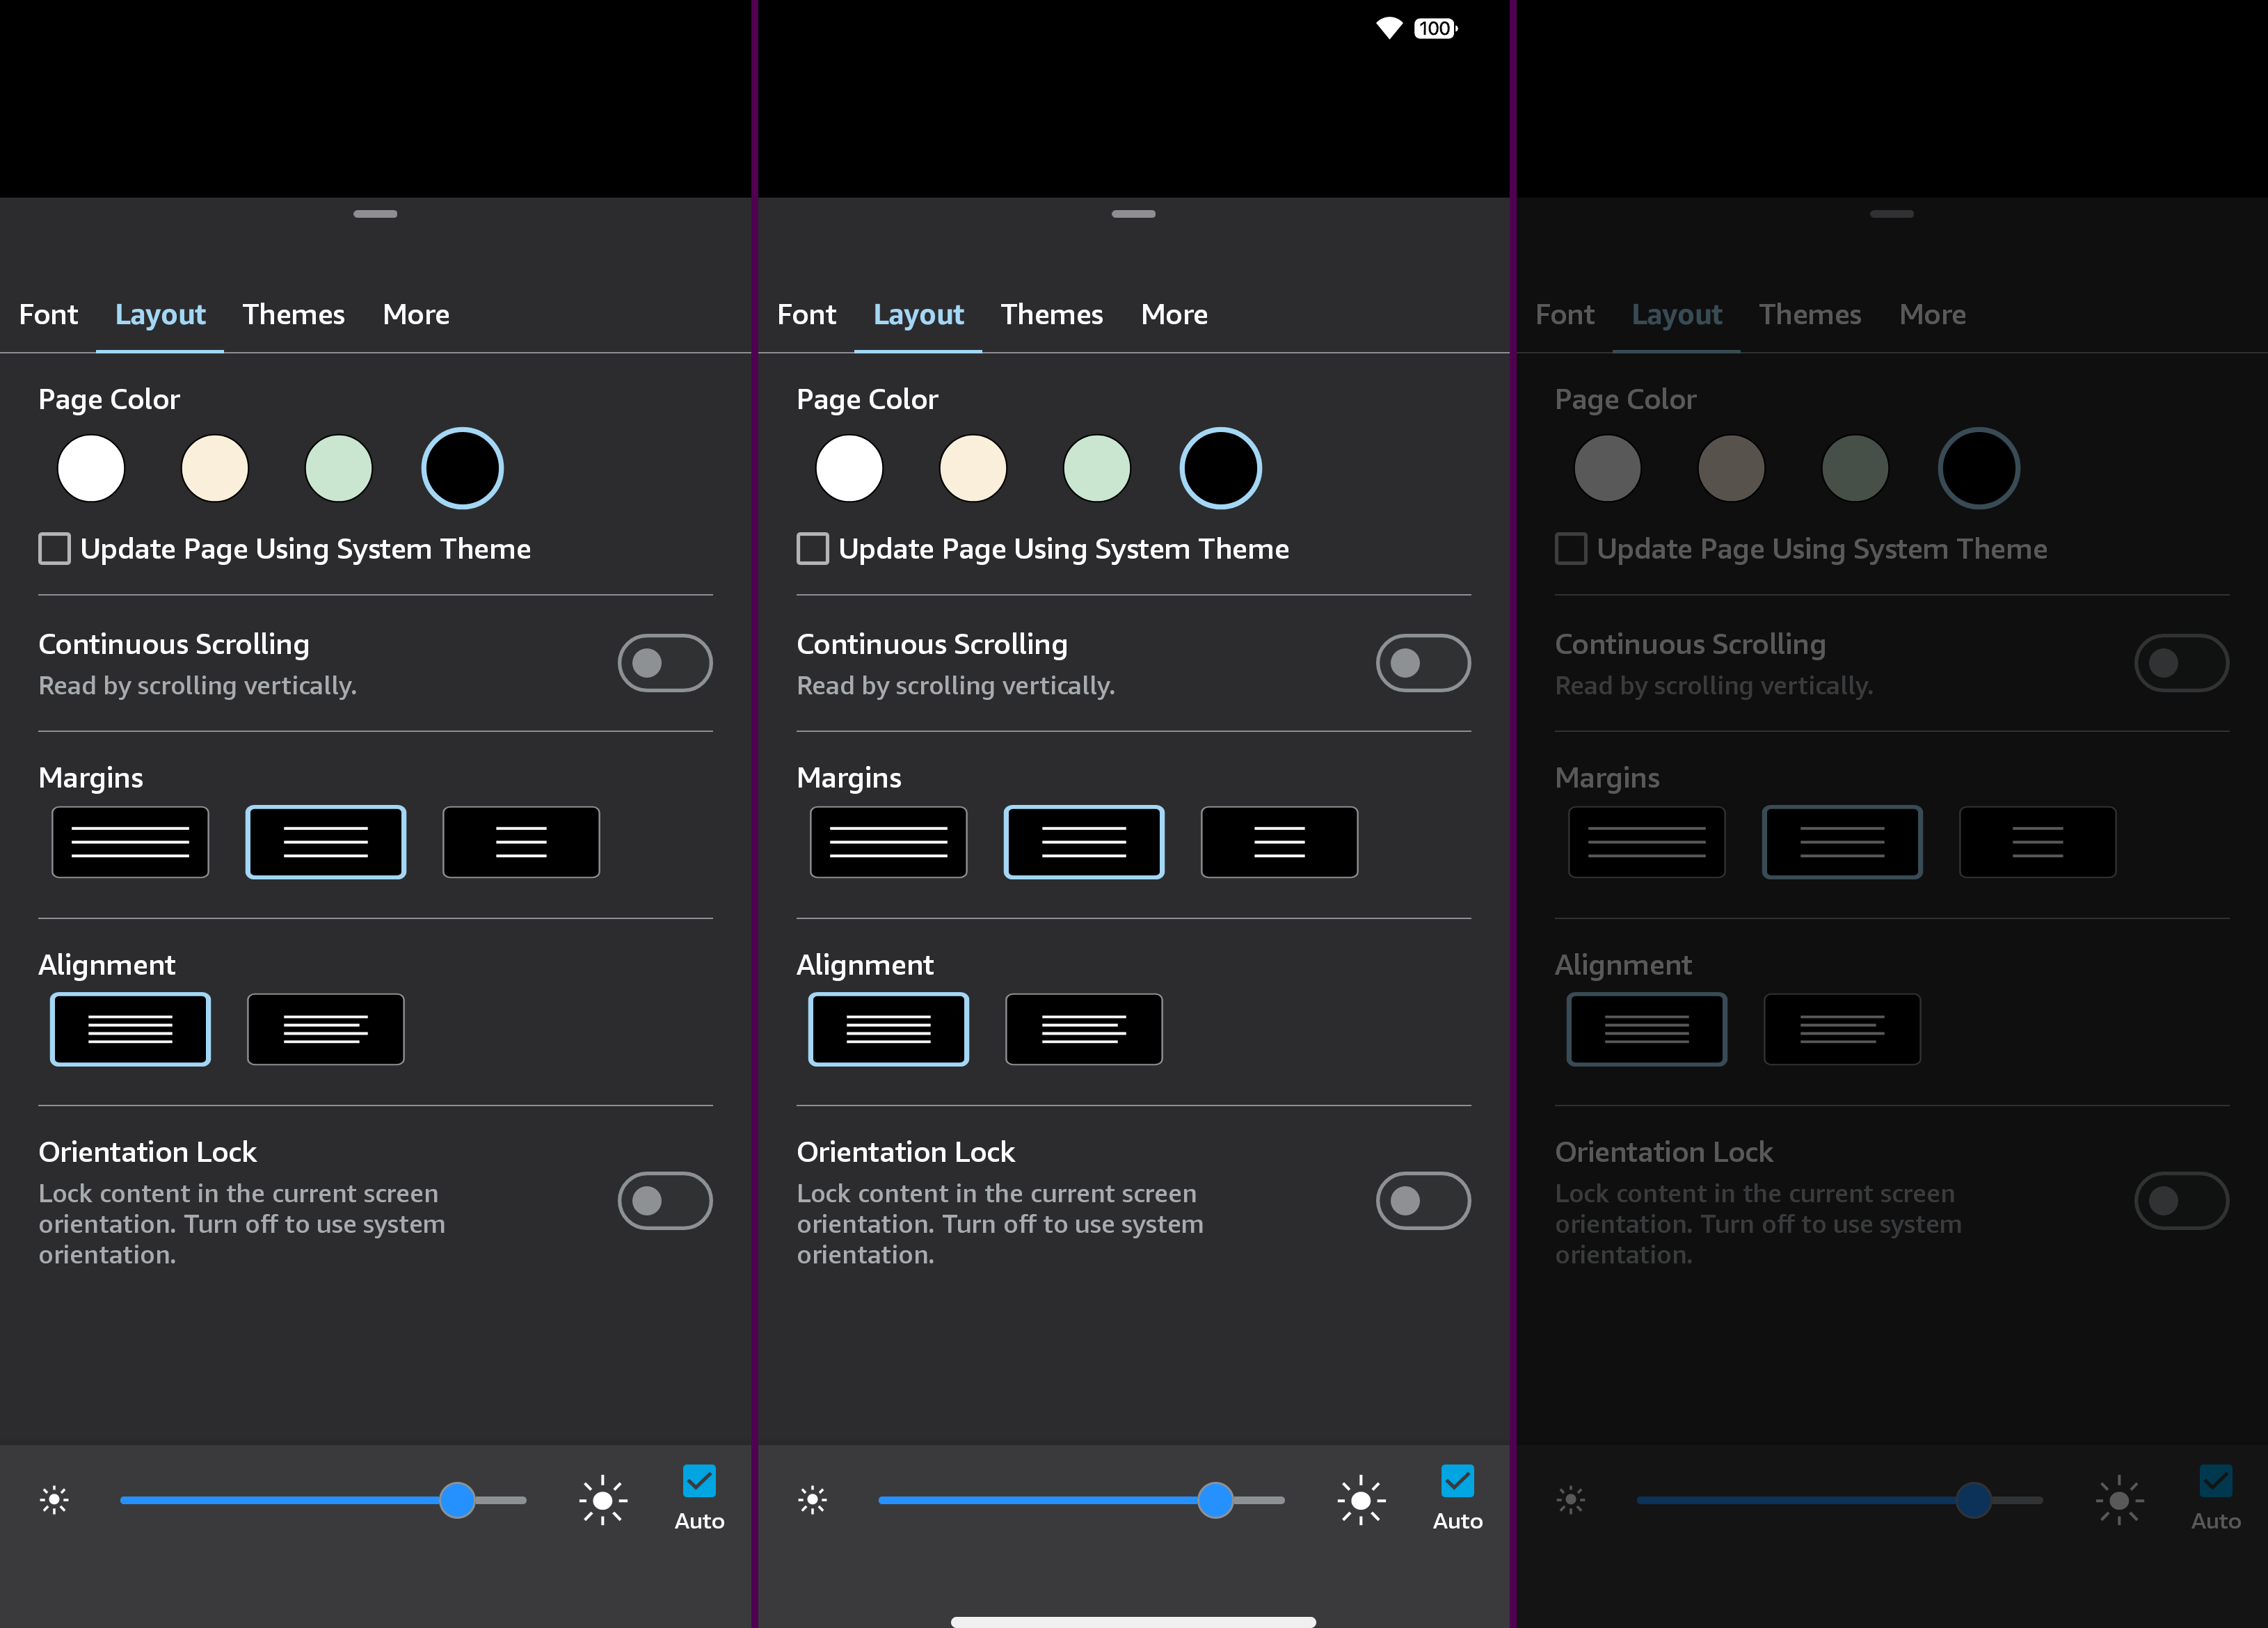 Font Layout Themes More
Page Color
Update Page Using System Theme
Continuous Scrolling
Read by scrolling vertically.
Margins
Alignment
Orientation Lock
Lock content in the current screen
orientation. Turn off to use system
orientation.
Auto
100
Font Layout Themes More
Page Color
Update Page Using System Theme
Continuous Scrolling
Read by scrolling vertically.
Margins
Alignment
Orientation Lock
Lock content in the current screen
orientation. Turn off to use system
orientation.
Auto
Font Layout Themes More
Page Color
Update Page Using System Theme
Continuous Scrolling
Read by scrolling vertically.
Margins
Alignment
Orientation Lock
Lock content in the current screen
orientation. Turn off to use system
orientation.
Auto